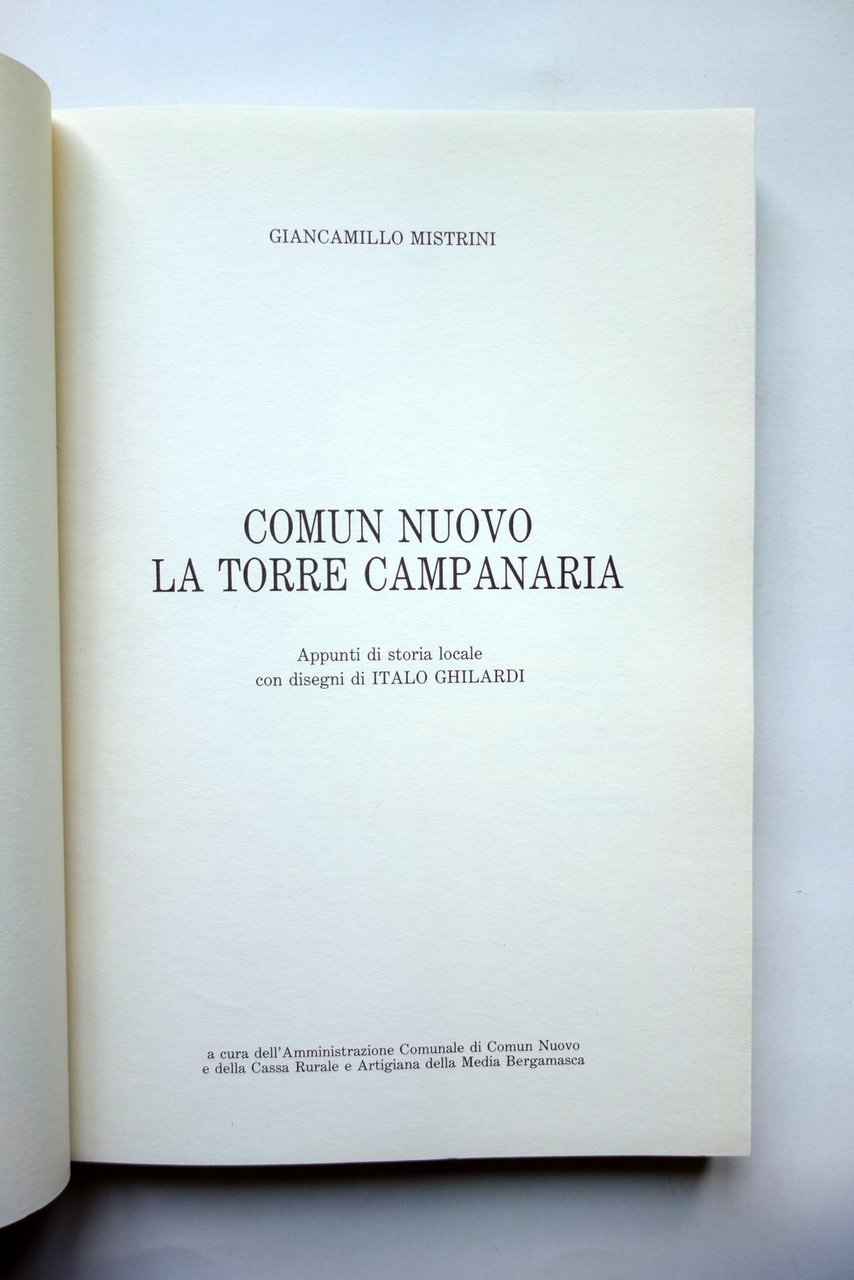 GIANCAMILLO MISTRINI
COMUN NUOVO
LA TORRE CAMPANARIA
Appunti di storia locale
con disegni di ITALO GHILARDI
a cura dell'Amministrazione Comunale di Comun Nuovo
e della Cassa Rurale e Artigiana della Media Bergamasca